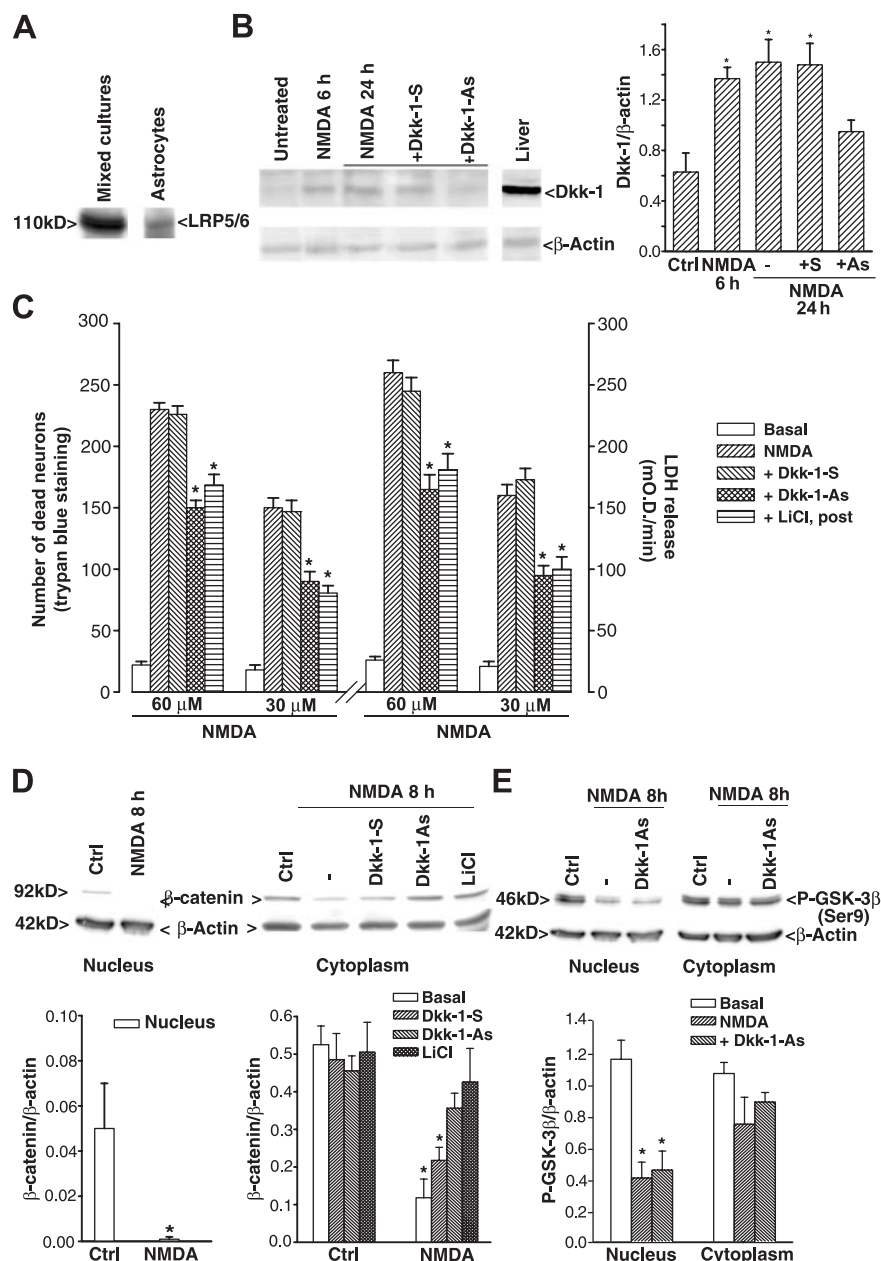 A
Mixed cultures
Astrocytes
110kD>
<LRP5/6
B
Untreated
NMDA 6 h
NMDA 24 h
+Dkk-1-S
+Dkk-1-As
Liver
<Dkk-1
<β-Actin
Dkk-1/β-actin
1.6
1.2
0.8
0.4
0.0
* * *
Ctrl NMDA - +S +As
6 h
NMDA
24 h
C
Number of dead neurons
(trypan blue staining)
300
250
200
150
100
50
0
* * * * * * * *
60 μM 30 μM 60 μM 30 μM
NMDA NMDA
300
250
200
150
100
50
0
LDH release
(mO.D./min)
Basal
NMDA
+ Dkk-1-S
+ Dkk-1-As
+ LiCl, post
D
Ctrl
NMDA 8 h
NMDA 8 h
Ctrl
-
Dkk-1-S
Dkk-1As
LiCl
92kD>
<β-catenin >
42kD>
< β-Actin >
Nucleus Cytoplasm
Nucleus
β-catenin/β-actin
0.10
0.08
0.06
0.04
0.02
0.00
*
Ctrl NMDA
Basal
Dkk-1-S
Dkk-1-As
LiCl
β-catenin/β-actin
0.6
0.5
0.4
0.3
0.2
0.1
0.0
* *
Ctrl NMDA
E
NMDA 8h NMDA 8h
Ctrl
-
Dkk-1As
Ctrl
-
Dkk-1As
46kD>
<P-GSK-3β
(Ser9)
42kD>
<β-Actin
Nucleus Cytoplasm
Basal
NMDA
+ Dkk-1-As
P-GSK-3β/β-actin
1.4
1.2
1.0
0.8
0.6
0.4
0.2
0.0
* *
Nucleus Cytoplasm